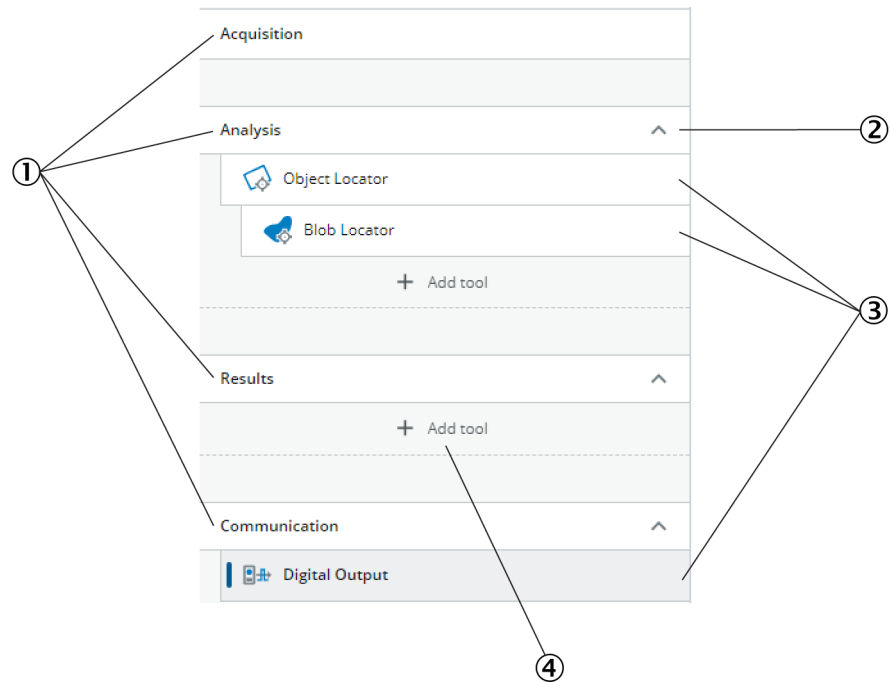 Acquisition
Analysis
②
①
Object Locator
Blob Locator
+ Add tool
③
Results
+ Add tool
Communication
Digital Output
④